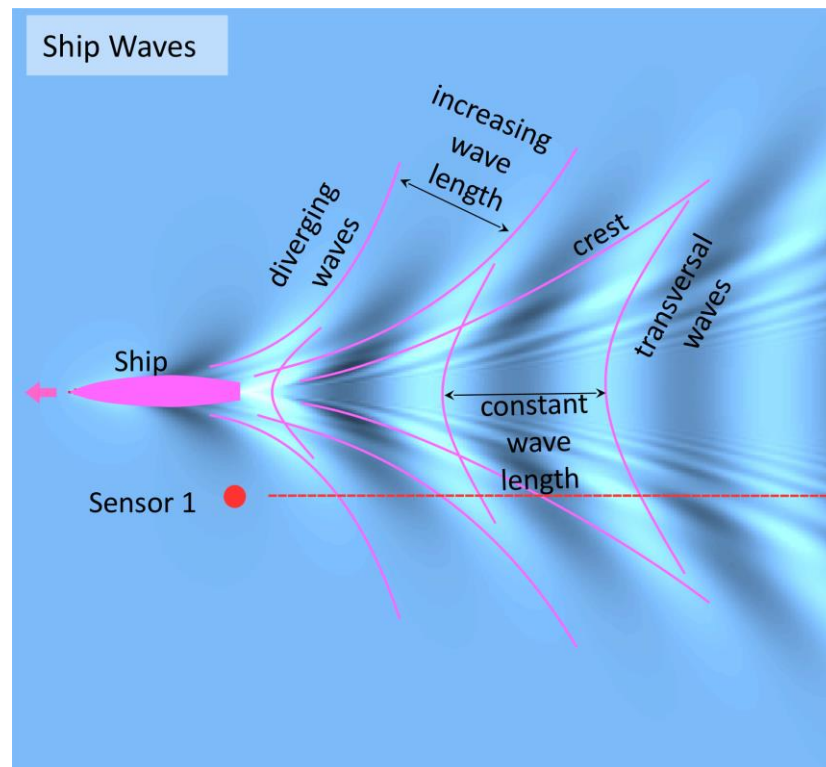 Ship Waves
increasing
wave
length
diverging
waves
crest
transversal
waves
Ship
constant
wave
length
Sensor 1